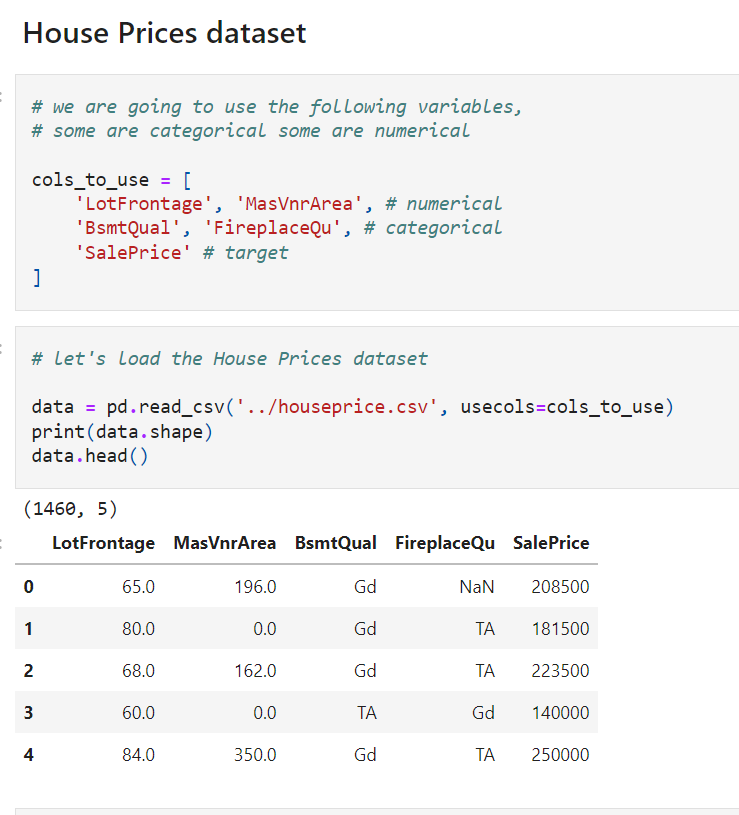 House Prices dataset
# we are going to use the following variables,
# some are categorical some are numerical
cols_to_use = [
    'LotFrontage', 'MasVnrArea', # numerical
    'BsmtQual', 'FireplaceQu', # categorical
    'SalePrice' # target
]
# let's load the House Prices dataset
data = pd.read_csv('../houseprice.csv', usecols=cols_to_use)
print(data.shape)
data.head()
(1460, 5)
LotFrontage MasVnrArea BsmtQual FireplaceQu SalePrice
0 65.0 196.0 Gd NaN 208500
1 80.0 0.0 Gd TA 181500
2 68.0 162.0 Gd TA 223500
3 60.0 0.0 TA Gd 140000
4 84.0 350.0 Gd TA 250000